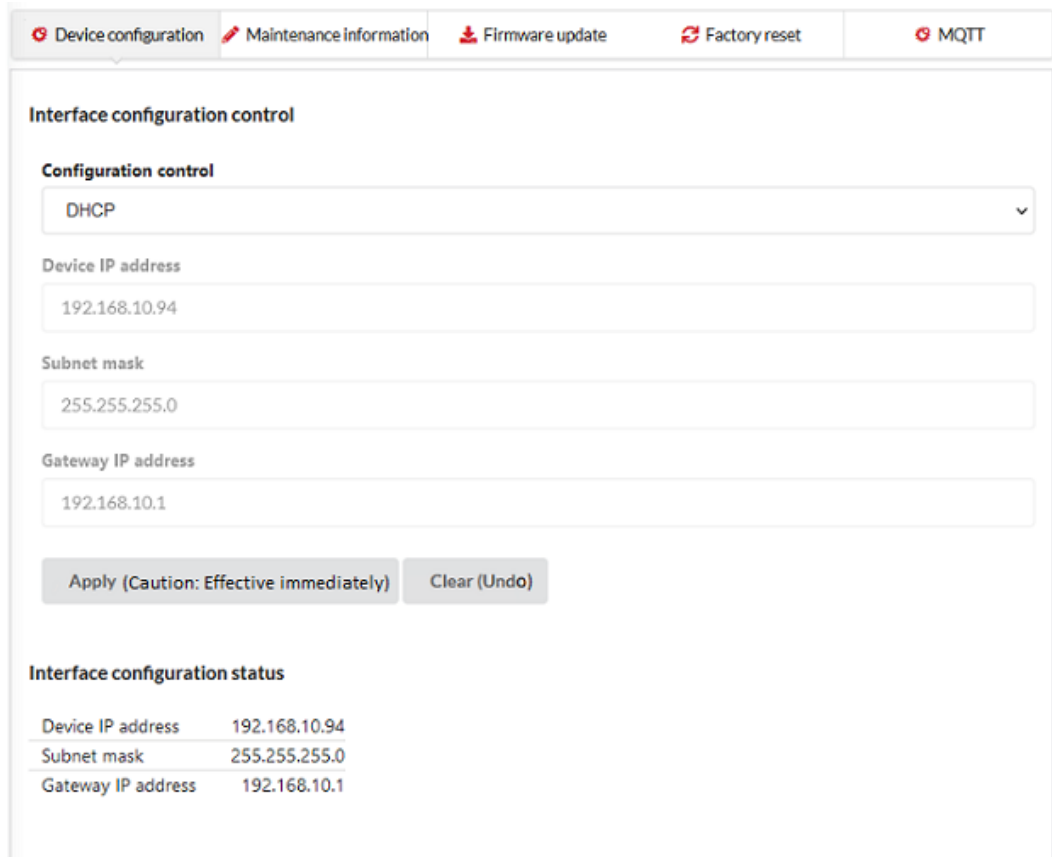 Device configuration Maintenance information Firmware update Factory reset MQTT
Interface configuration control
Configuration control
DHCP
Device IP address
192.168.10.94
Subnet mask
255.255.255.0
Gateway IP address
192.168.10.1
Apply (Caution: Effective immediately) Clear (Undo)
Interface configuration status
Device IP address 192.168.10.94
Subnet mask 255.255.255.0
Gateway IP address 192.168.10.1